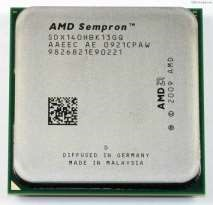 AMD Sempron™
SDX140HBK13GQ
AAEEC AE 0921CPAW
9826821E90221
AMD
© 2009 AMD
D
DIFFUSED IN GERMANY
MADE IN MALAYSIA